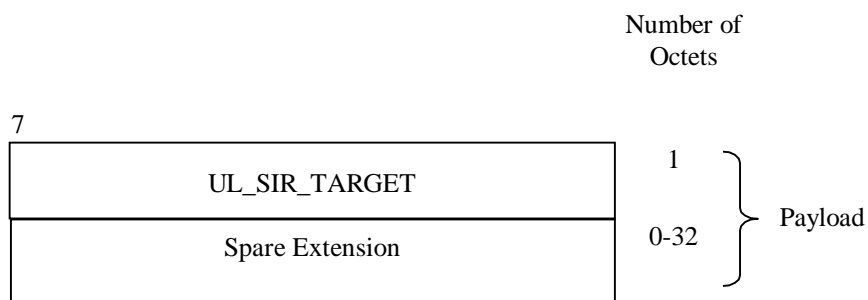 Number of
Octets
7
UL_SIR_TARGET
1
Spare Extension
0-32
Payload